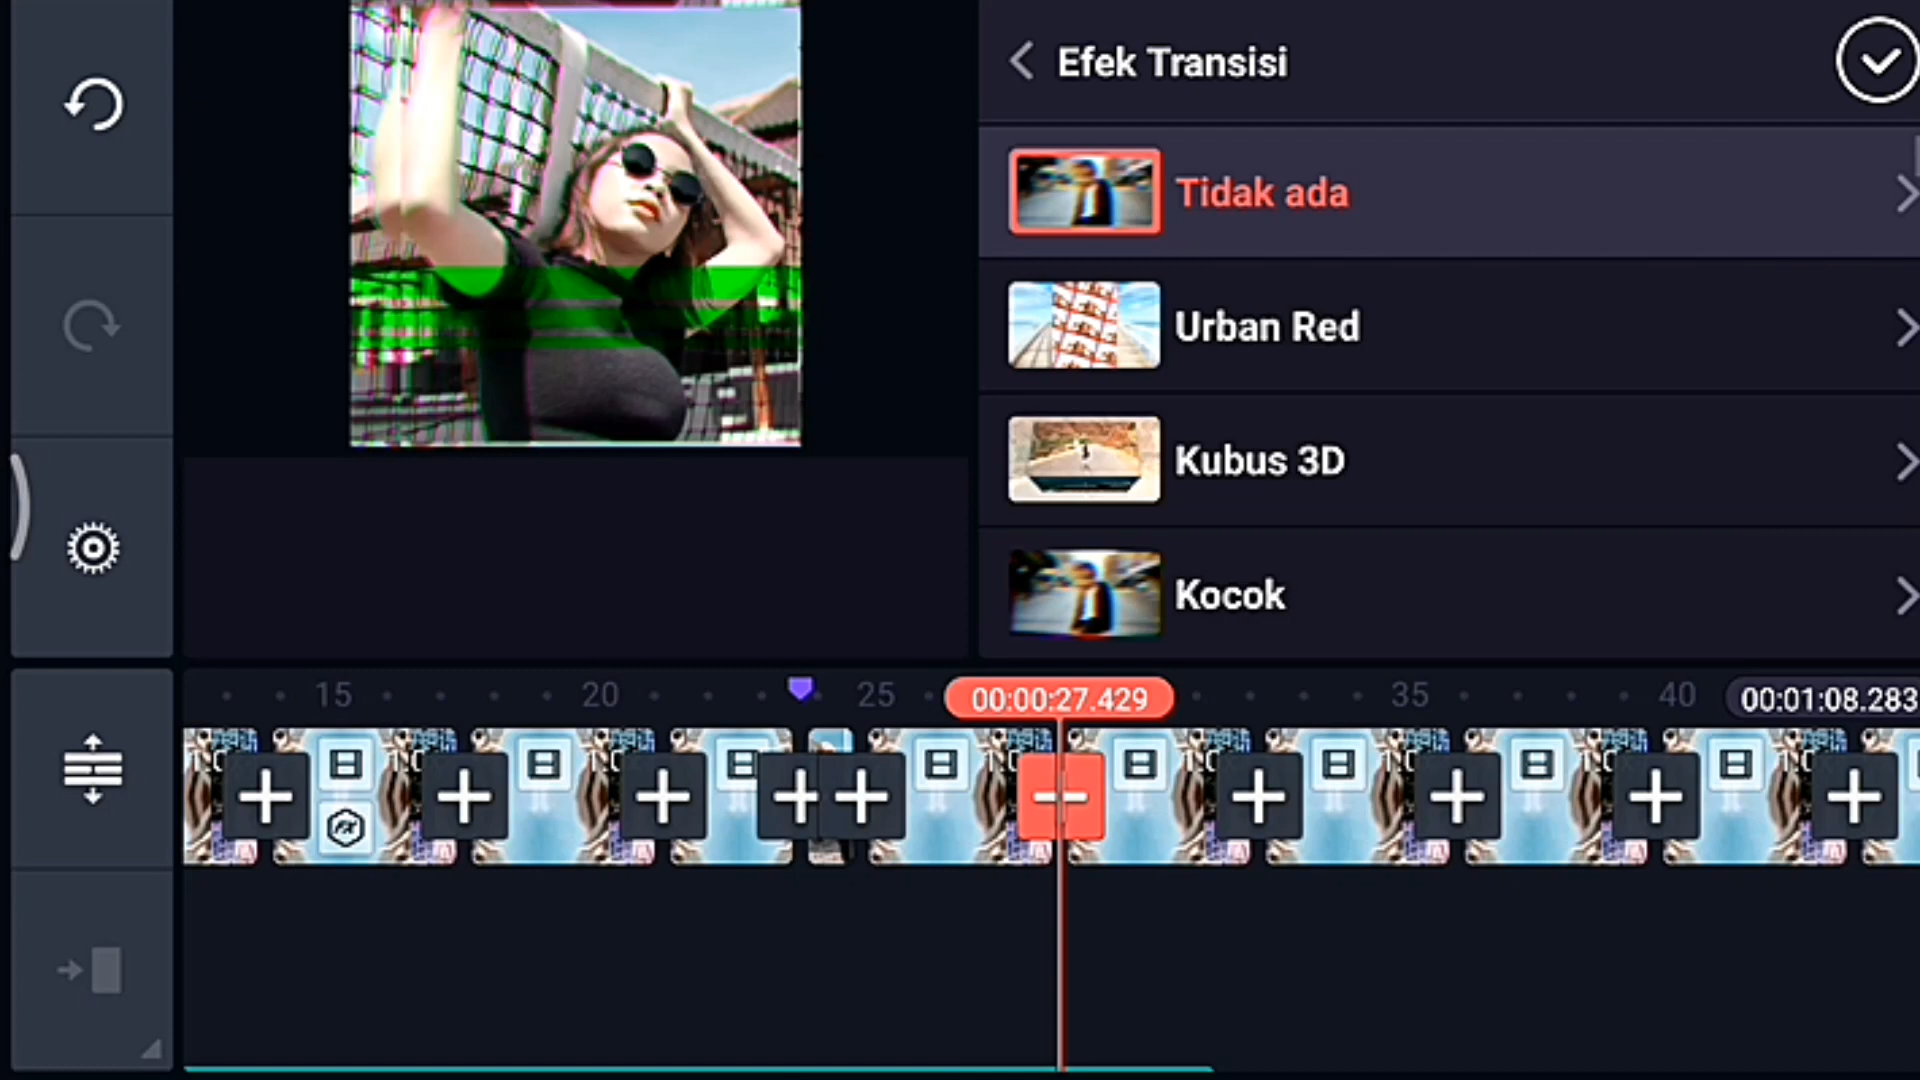 Efek Transisi
Tidak ada
Urban Red
Kubus 3D
Kocok
15
20
25
00:00:27.429
35
40
00:01:08.283